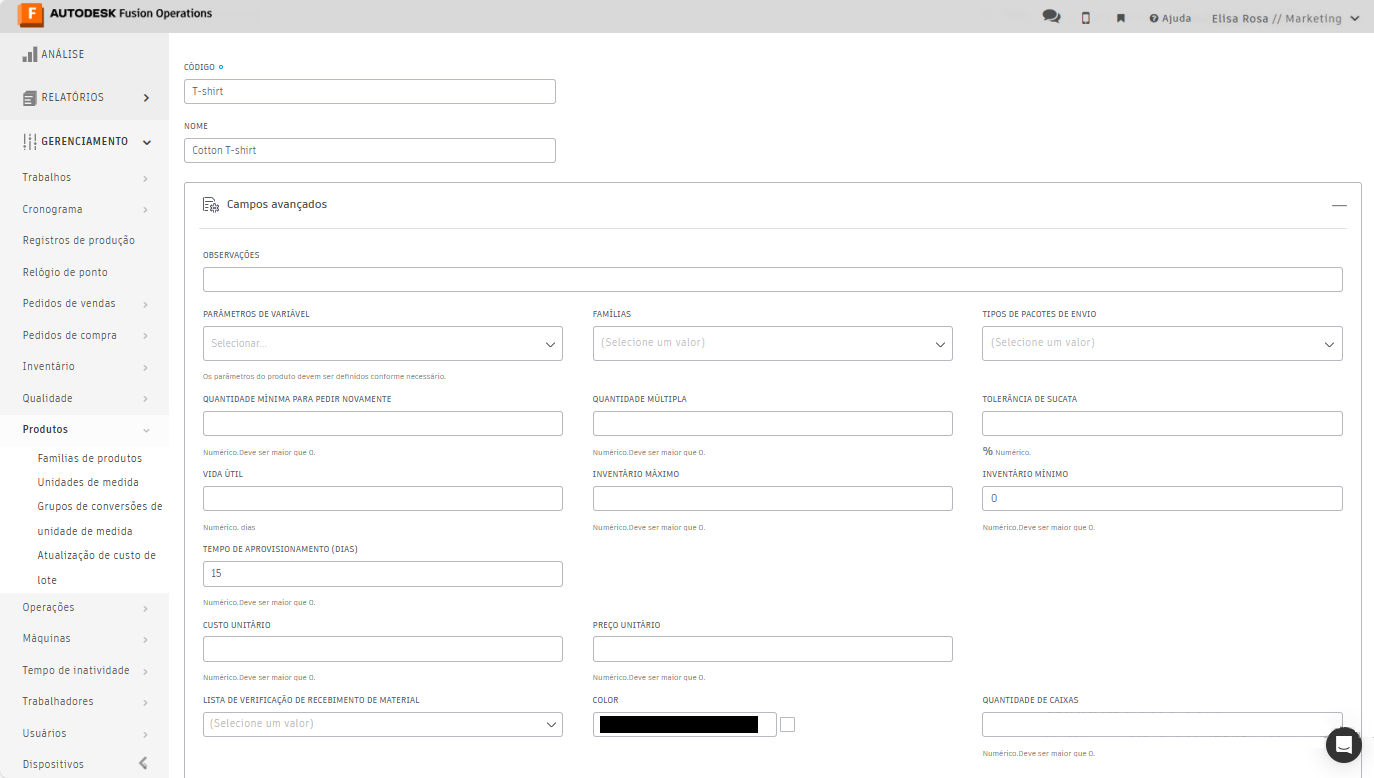 F AUTODESK Fusion Operations
Ajuda
Elisa Rosa // Marketing
ANÁLISE
RELATÓRIOS
GERENCIAMENTO
Trabalhos
Cronograma
Registros de produção
Relógio de ponto
Pedidos de vendas
Pedidos de compra
Inventário
Qualidade
Produtos
Famílias de produtos
Unidades de medida
Grupos de conversões de
unidade de medida
Atualização de custo de
lote
Operações
Máquinas
Tempo de inatividade
Trabalhadores
Usuários
Dispositivos
CÓDIGO
T-shirt
NOME
Cotton T-shirt
Campos avançados
OBSERVAÇÕES
PARÂMETROS DE VARIÁVEL
Selecionar...
Os parâmetros do produto devem ser definidos conforme necessário.
FAMÍLIAS
(Selecione um valor)
TIPOS DE PACOTES DE ENVIO
(Selecione um valor)
QUANTIDADE MÍNIMA PARA PEDIR NOVAMENTE
Numérico.Deve ser maior que 0.
QUANTIDADE MÚLTIPLA
Numérico.Deve ser maior que 0.
TOLERÂNCIA DE SUCATA
% Numérico.
VIDA ÚTIL
Numérico. dias
INVENTÁRIO MÁXIMO
Numérico.Deve ser maior que 0.
INVENTÁRIO MÍNIMO
0
Numérico.Deve ser maior que 0.
TEMPO DE APROVISIONAMENTO (DIAS)
15
Numérico.Deve ser maior que 0.
CUSTO UNITÁRIO
Numérico.Deve ser maior que 0.
PREÇO UNITÁRIO
Numérico.Deve ser maior que 0.
LISTA DE VERIFICAÇÃO DE RECEBIMENTO DE MATERIAL
(Selecione um valor)
COLOR
QUANTIDADE DE CAIXAS
Numérico.Deve ser maior que 0.